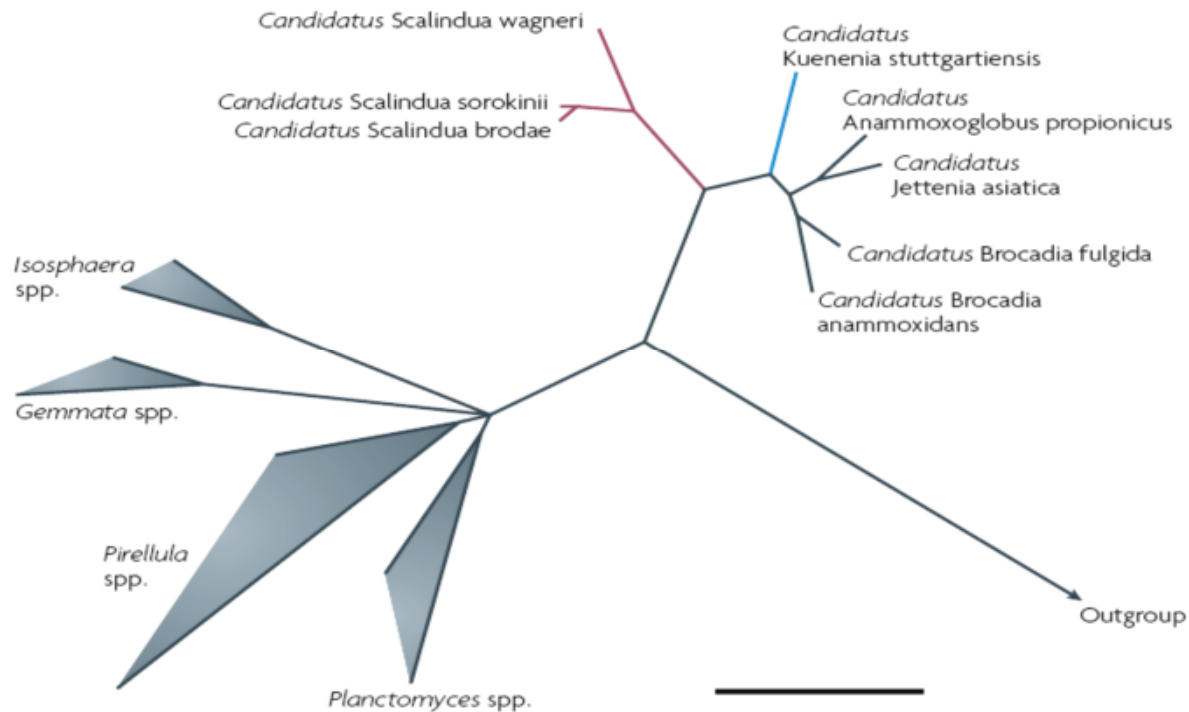 Candidatus Scalindua wagneri
Candidatus
Kuenenia stuttgartiensis
Candidatus Scalindua sorokinii
Candidatus Scalindua brodae
Candidatus
Anammoxoglobus propionicus
Candidatus
Jettenia asiatica
Candidatus Brocadia fulgida
Candidatus Brocadia
anammoxidans
Isosphaera
spp.
Gemmata spp.
Pirellula
spp.
Planctomyces spp.
Outgroup